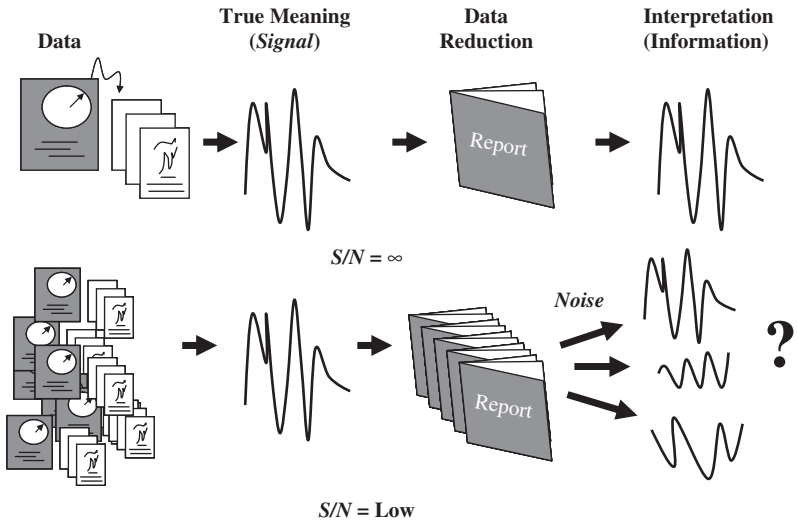 Data
True Meaning
(Signal)
Data
Reduction
Interpretation
(Information)
Report
S/N = ∞
Noise
?
Report
S/N = Low